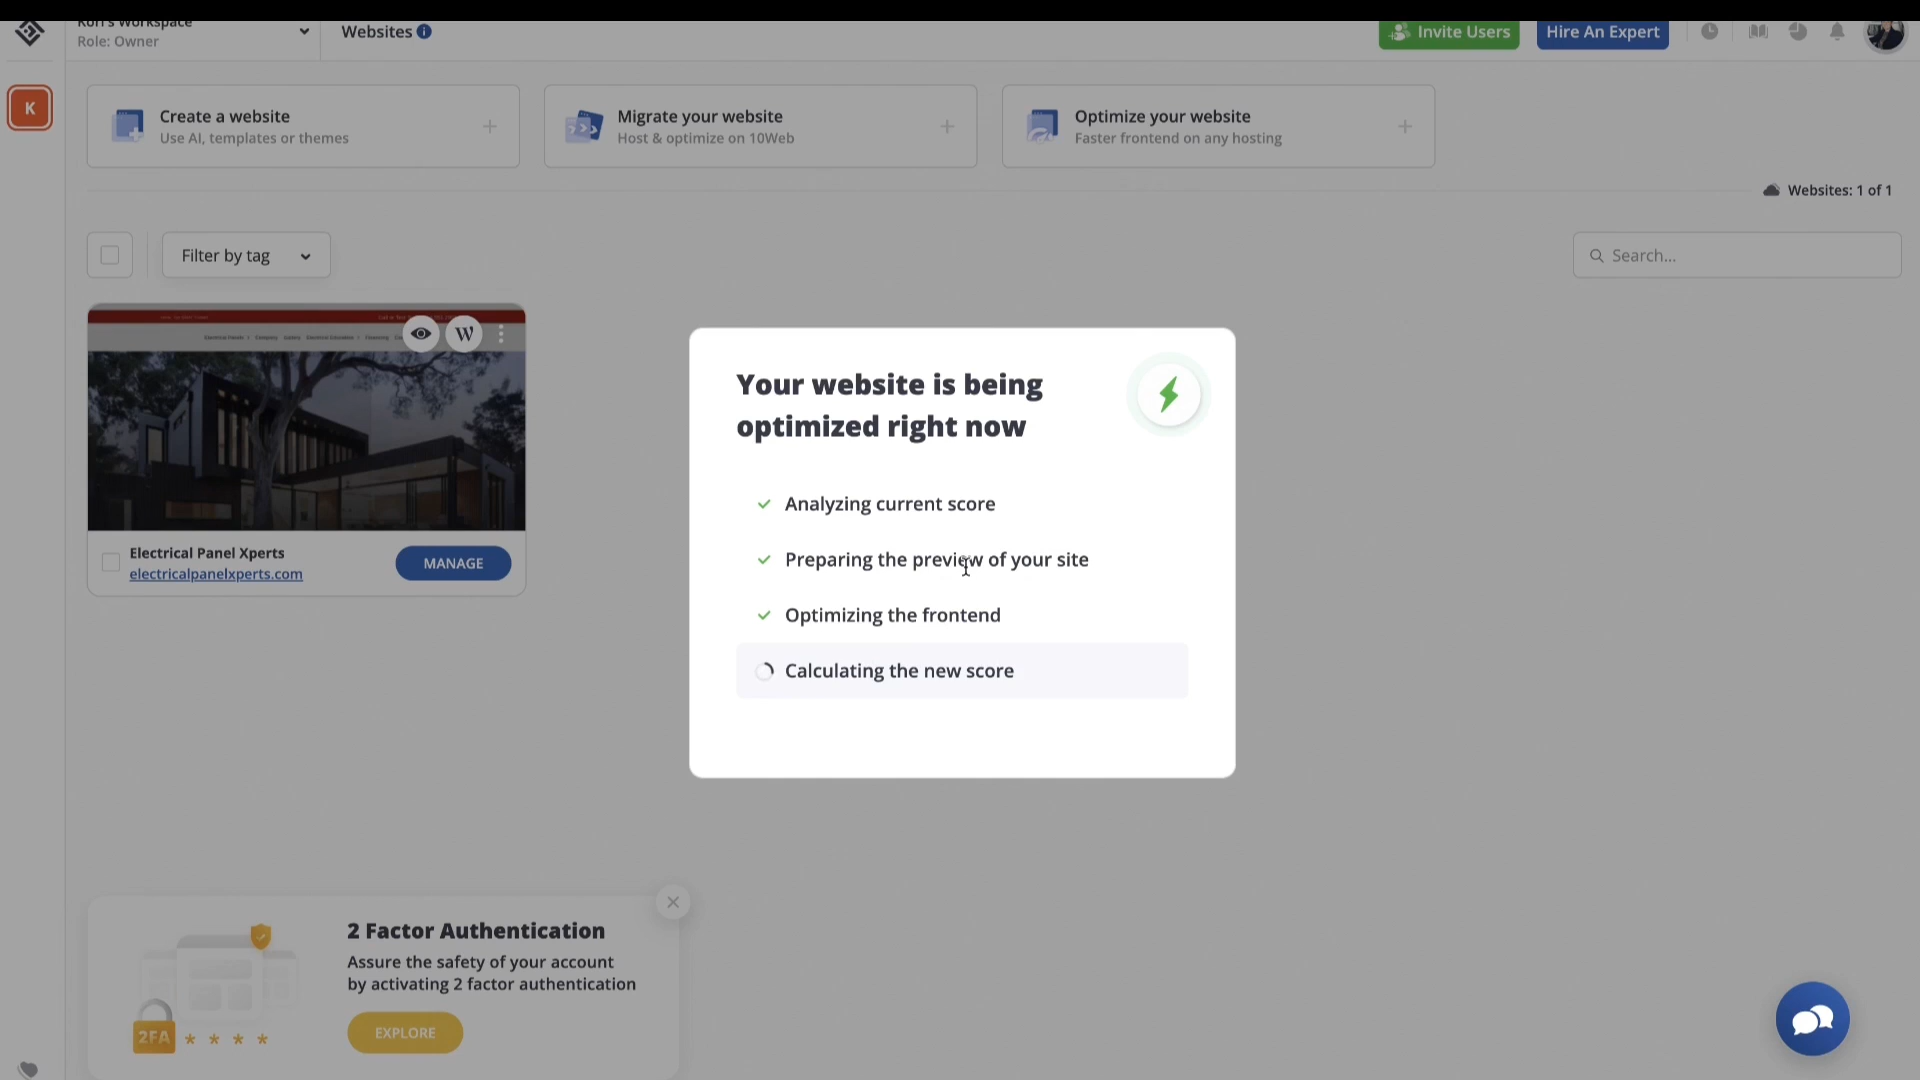 Role: Owner
Websites
Invite Users
Hire An Expert
K
Create a website
Use AI, templates or themes
Migrate your website
Host & optimize on 10Web
Optimize your website
Faster frontend on any hosting
Websites: 1 of 1
Filter by tag
Search...
W
Electrical Panel Xperts
electricalpanelxperts.com
MANAGE
Your website is being
optimized right now
Analyzing current score
Preparing the preview of your site
Optimizing the frontend
Calculating the new score
2 Factor Authentication
Assure the safety of your account
by activating 2 factor authentication
EXPLORE
2FA
* * * *